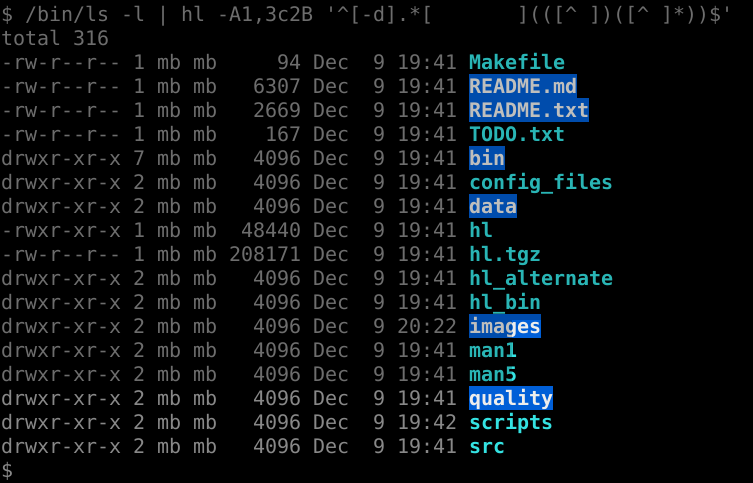 $ /bin/ls -l | hl -A1,3c2B '^[-d].*[       ](([^ ])([^ ]*))$'
total 316
-rw-r--r-- 1 mb mb     94 Dec  9 19:41 Makefile
-rw-r--r-- 1 mb mb   6307 Dec  9 19:41 README.md
-rw-r--r-- 1 mb mb   2669 Dec  9 19:41 README.txt
-rw-r--r-- 1 mb mb    167 Dec  9 19:41 TODO.txt
drwxr-xr-x 7 mb mb   4096 Dec  9 19:41 bin
drwxr-xr-x 2 mb mb   4096 Dec  9 19:41 config_files
drwxr-xr-x 2 mb mb   4096 Dec  9 19:41 data
-rwxr-xr-x 1 mb mb  48440 Dec  9 19:41 hl
-rw-r--r-- 1 mb mb 208171 Dec  9 19:41 hl.tgz
drwxr-xr-x 2 mb mb   4096 Dec  9 19:41 hl_alternate
drwxr-xr-x 2 mb mb   4096 Dec  9 19:41 hl_bin
drwxr-xr-x 2 mb mb   4096 Dec  9 20:22 images
drwxr-xr-x 2 mb mb   4096 Dec  9 19:41 man1
drwxr-xr-x 2 mb mb   4096 Dec  9 19:41 man5
drwxr-xr-x 2 mb mb   4096 Dec  9 19:41 quality
drwxr-xr-x 2 mb mb   4096 Dec  9 19:42 scripts
drwxr-xr-x 2 mb mb   4096 Dec  9 19:41 src
$